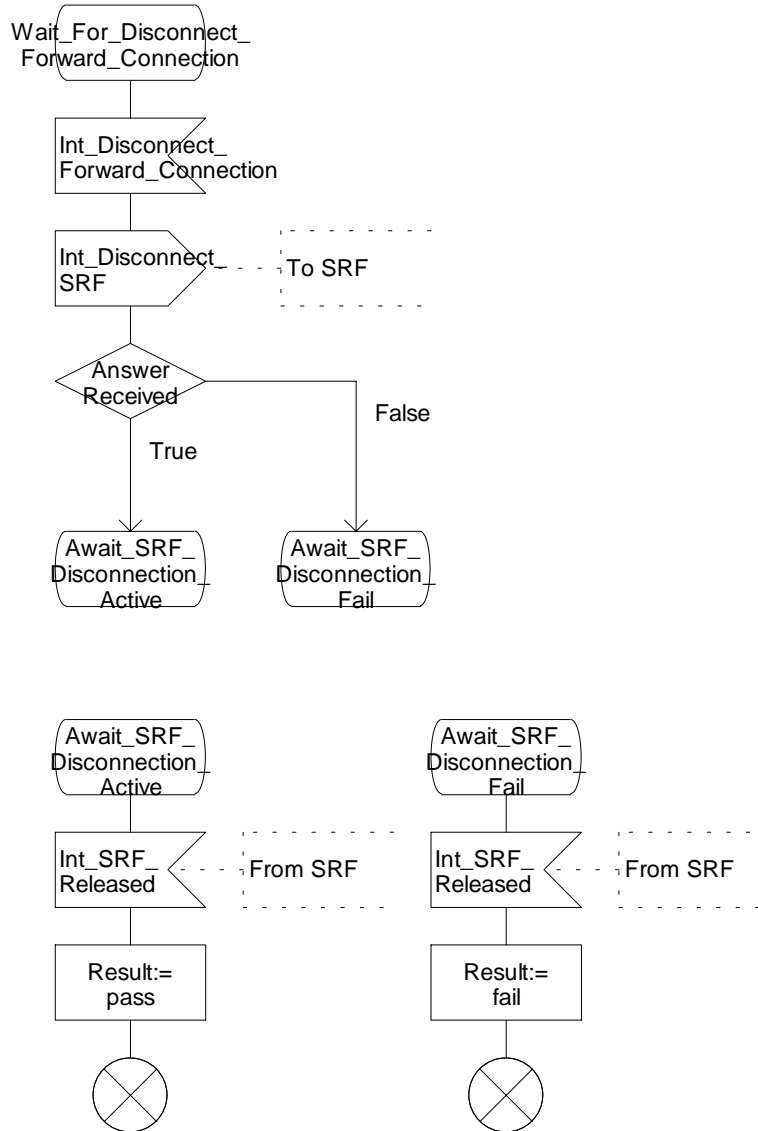 Wait_For_Disconnect_
Forward_Connection
Int_Disconnect_
Forward_Connection
Int_Disconnect_
SRF
To SRF
Answer
Received
False
True
Await_SRF_
Disconnection_
Active
Await_SRF_
Disconnection_
Fail
Await_SRF_
Disconnection_
Active
Await_SRF_
Disconnection_
Fail
Int_SRF_
Released
From SRF
Int_SRF_
Released
From SRF
Result:=
pass
Result:=
fail